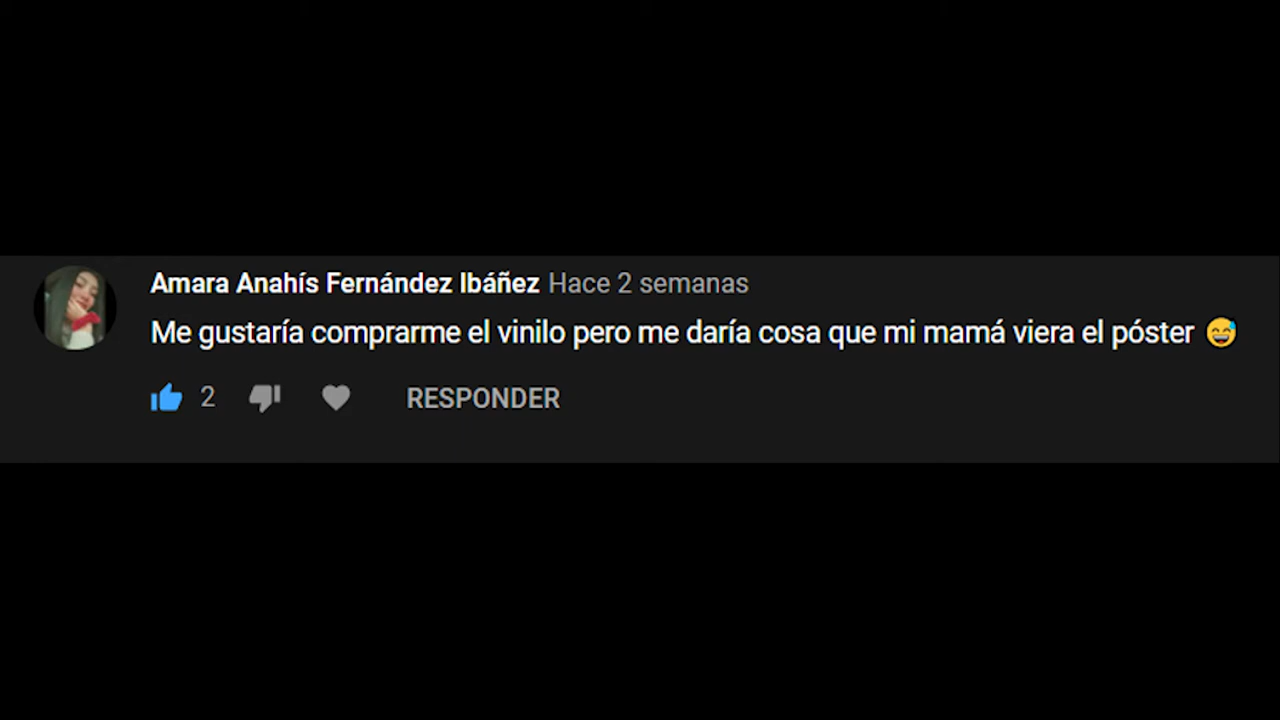 Amara Anahís Fernández Ibáñez Hace 2 semanas
Me gustaría comprarme el vinilo pero me daría cosa que mi mamá viera el póster 😅
2 RESPONDER